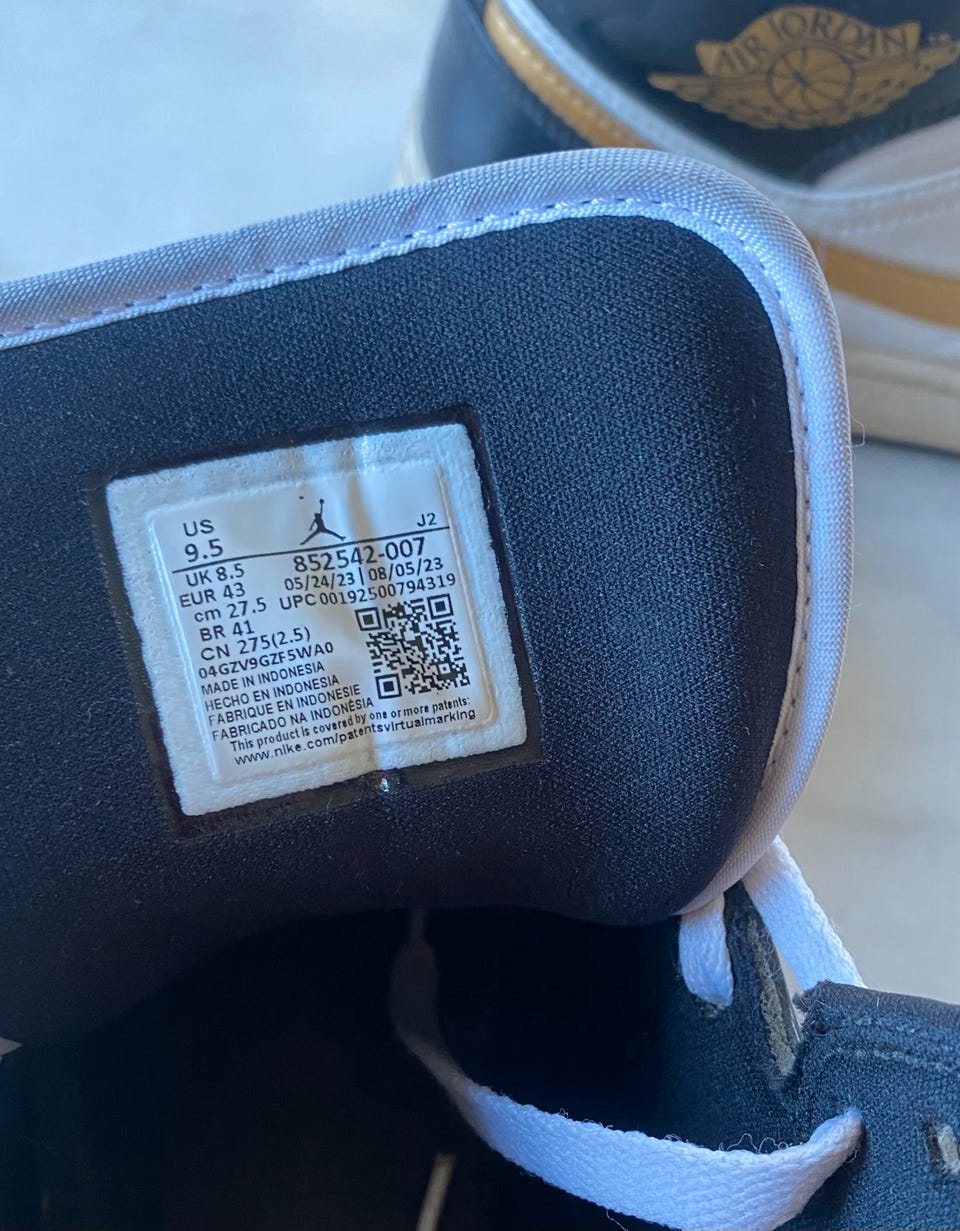 AIR JORDAN
US
9.5
J2
UK 8.5
852542-007
EUR 43
05/24/23 | 08/05/23
cm 27.5
UPC 00192500794319
BR 41
CN 275(2.5)
04GZV9GZF5WA0
MADE IN INDONESIA
HECHO EN INDONESIA
FABRIQUE EN INDONESIE
FABRICADO NA INDONÉSIA
This product is covered by one or more patents:
www.nike.com/patentsvirtualmarking